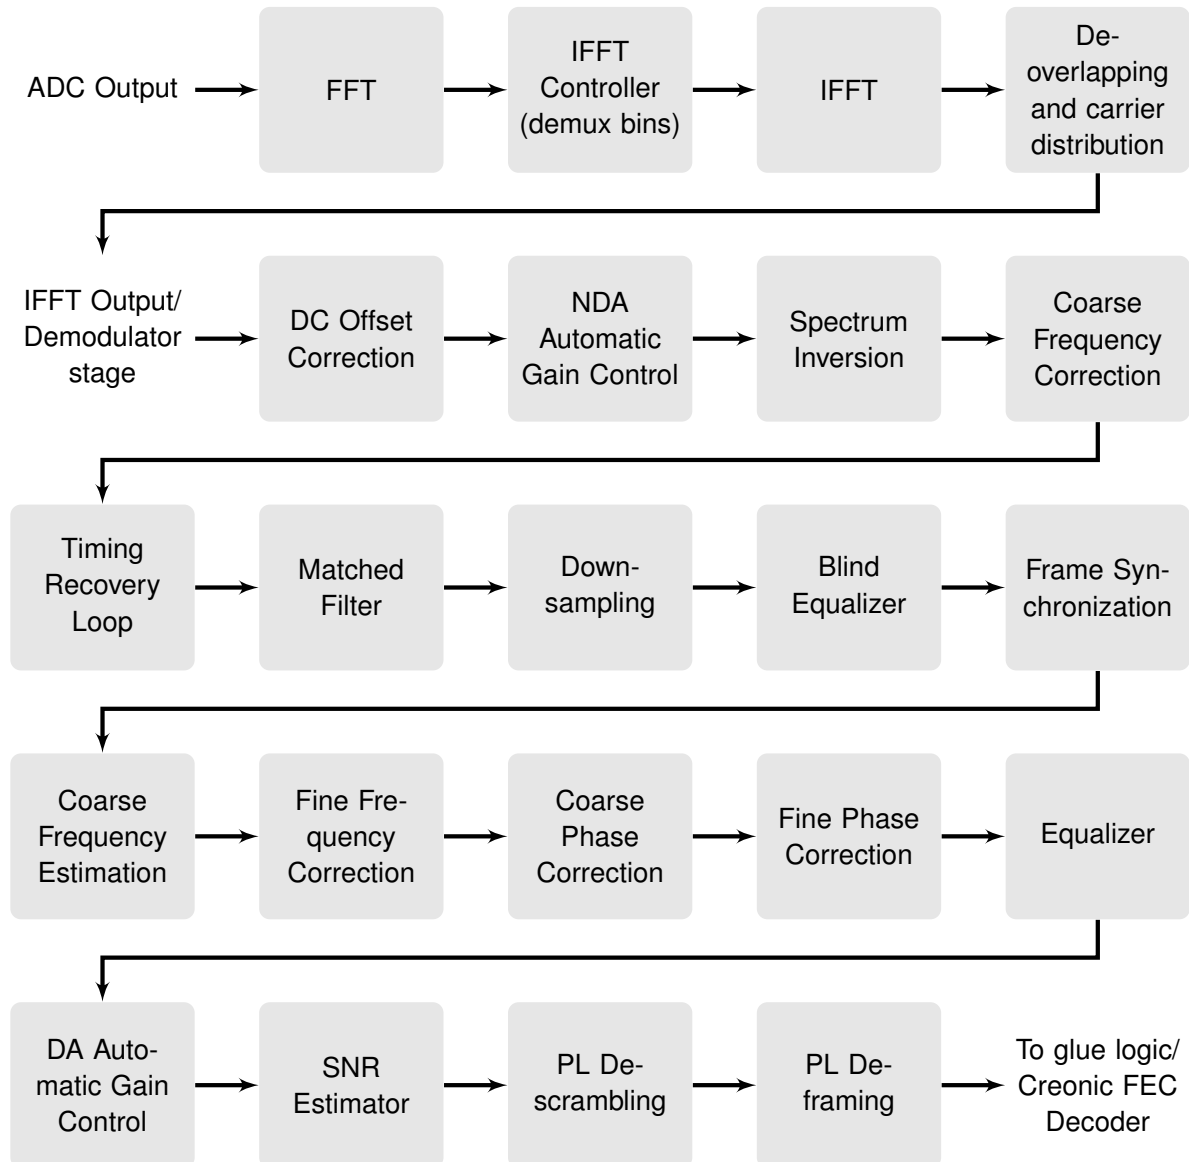 ADC Output
FFT
IFFT
Controller
(demux bins)
IFFT
De-
overlapping
and carrier
distribution
IFFT Output/
Demodulator
stage
DC Offset
Correction
NDA
Automatic
Gain Control
Spectrum
Inversion
Coarse
Frequency
Correction
Timing
Recovery
Loop
Matched
Filter
Down-
sampling
Blind
Equalizer
Frame Syn-
chronization
Coarse
Frequency
Estimation
Fine Fre-
quency
Correction
Coarse
Phase
Correction
Fine Phase
Correction
Equalizer
DA Auto-
matic Gain
Control
SNR
Estimator
PL De-
scrambling
PL De-
framing
To glue logic/
Creonic FEC
Decoder